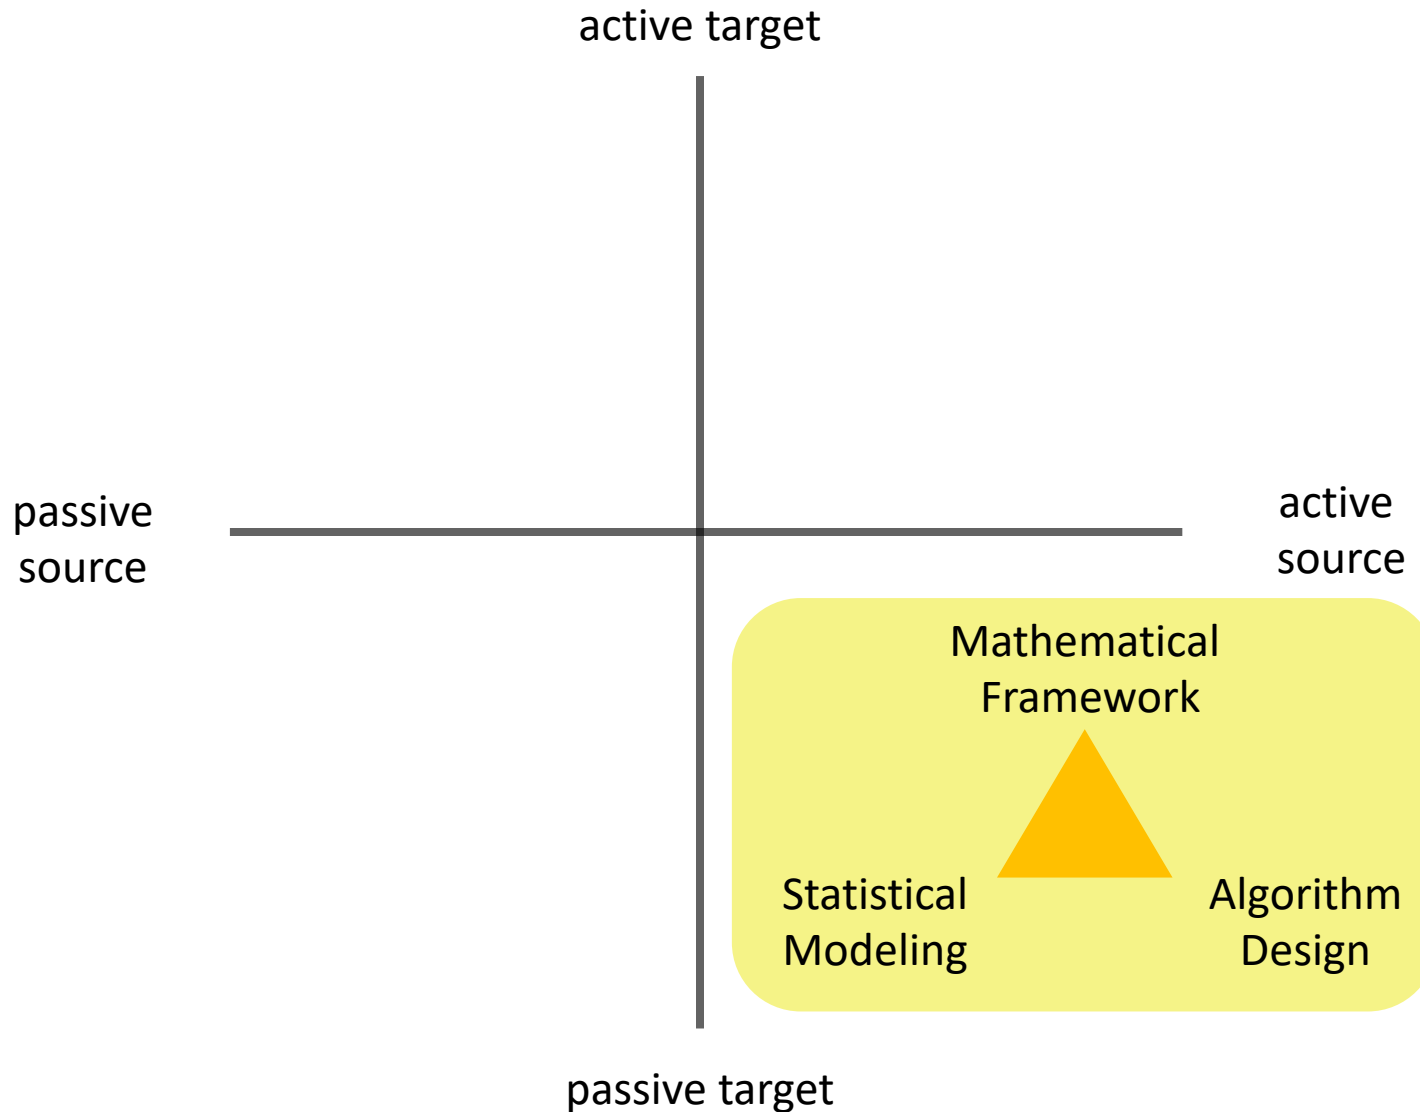 active target
passive
source
active
source
Mathematical
Framework
Statistical
Modeling
Algorithm
Design
passive target